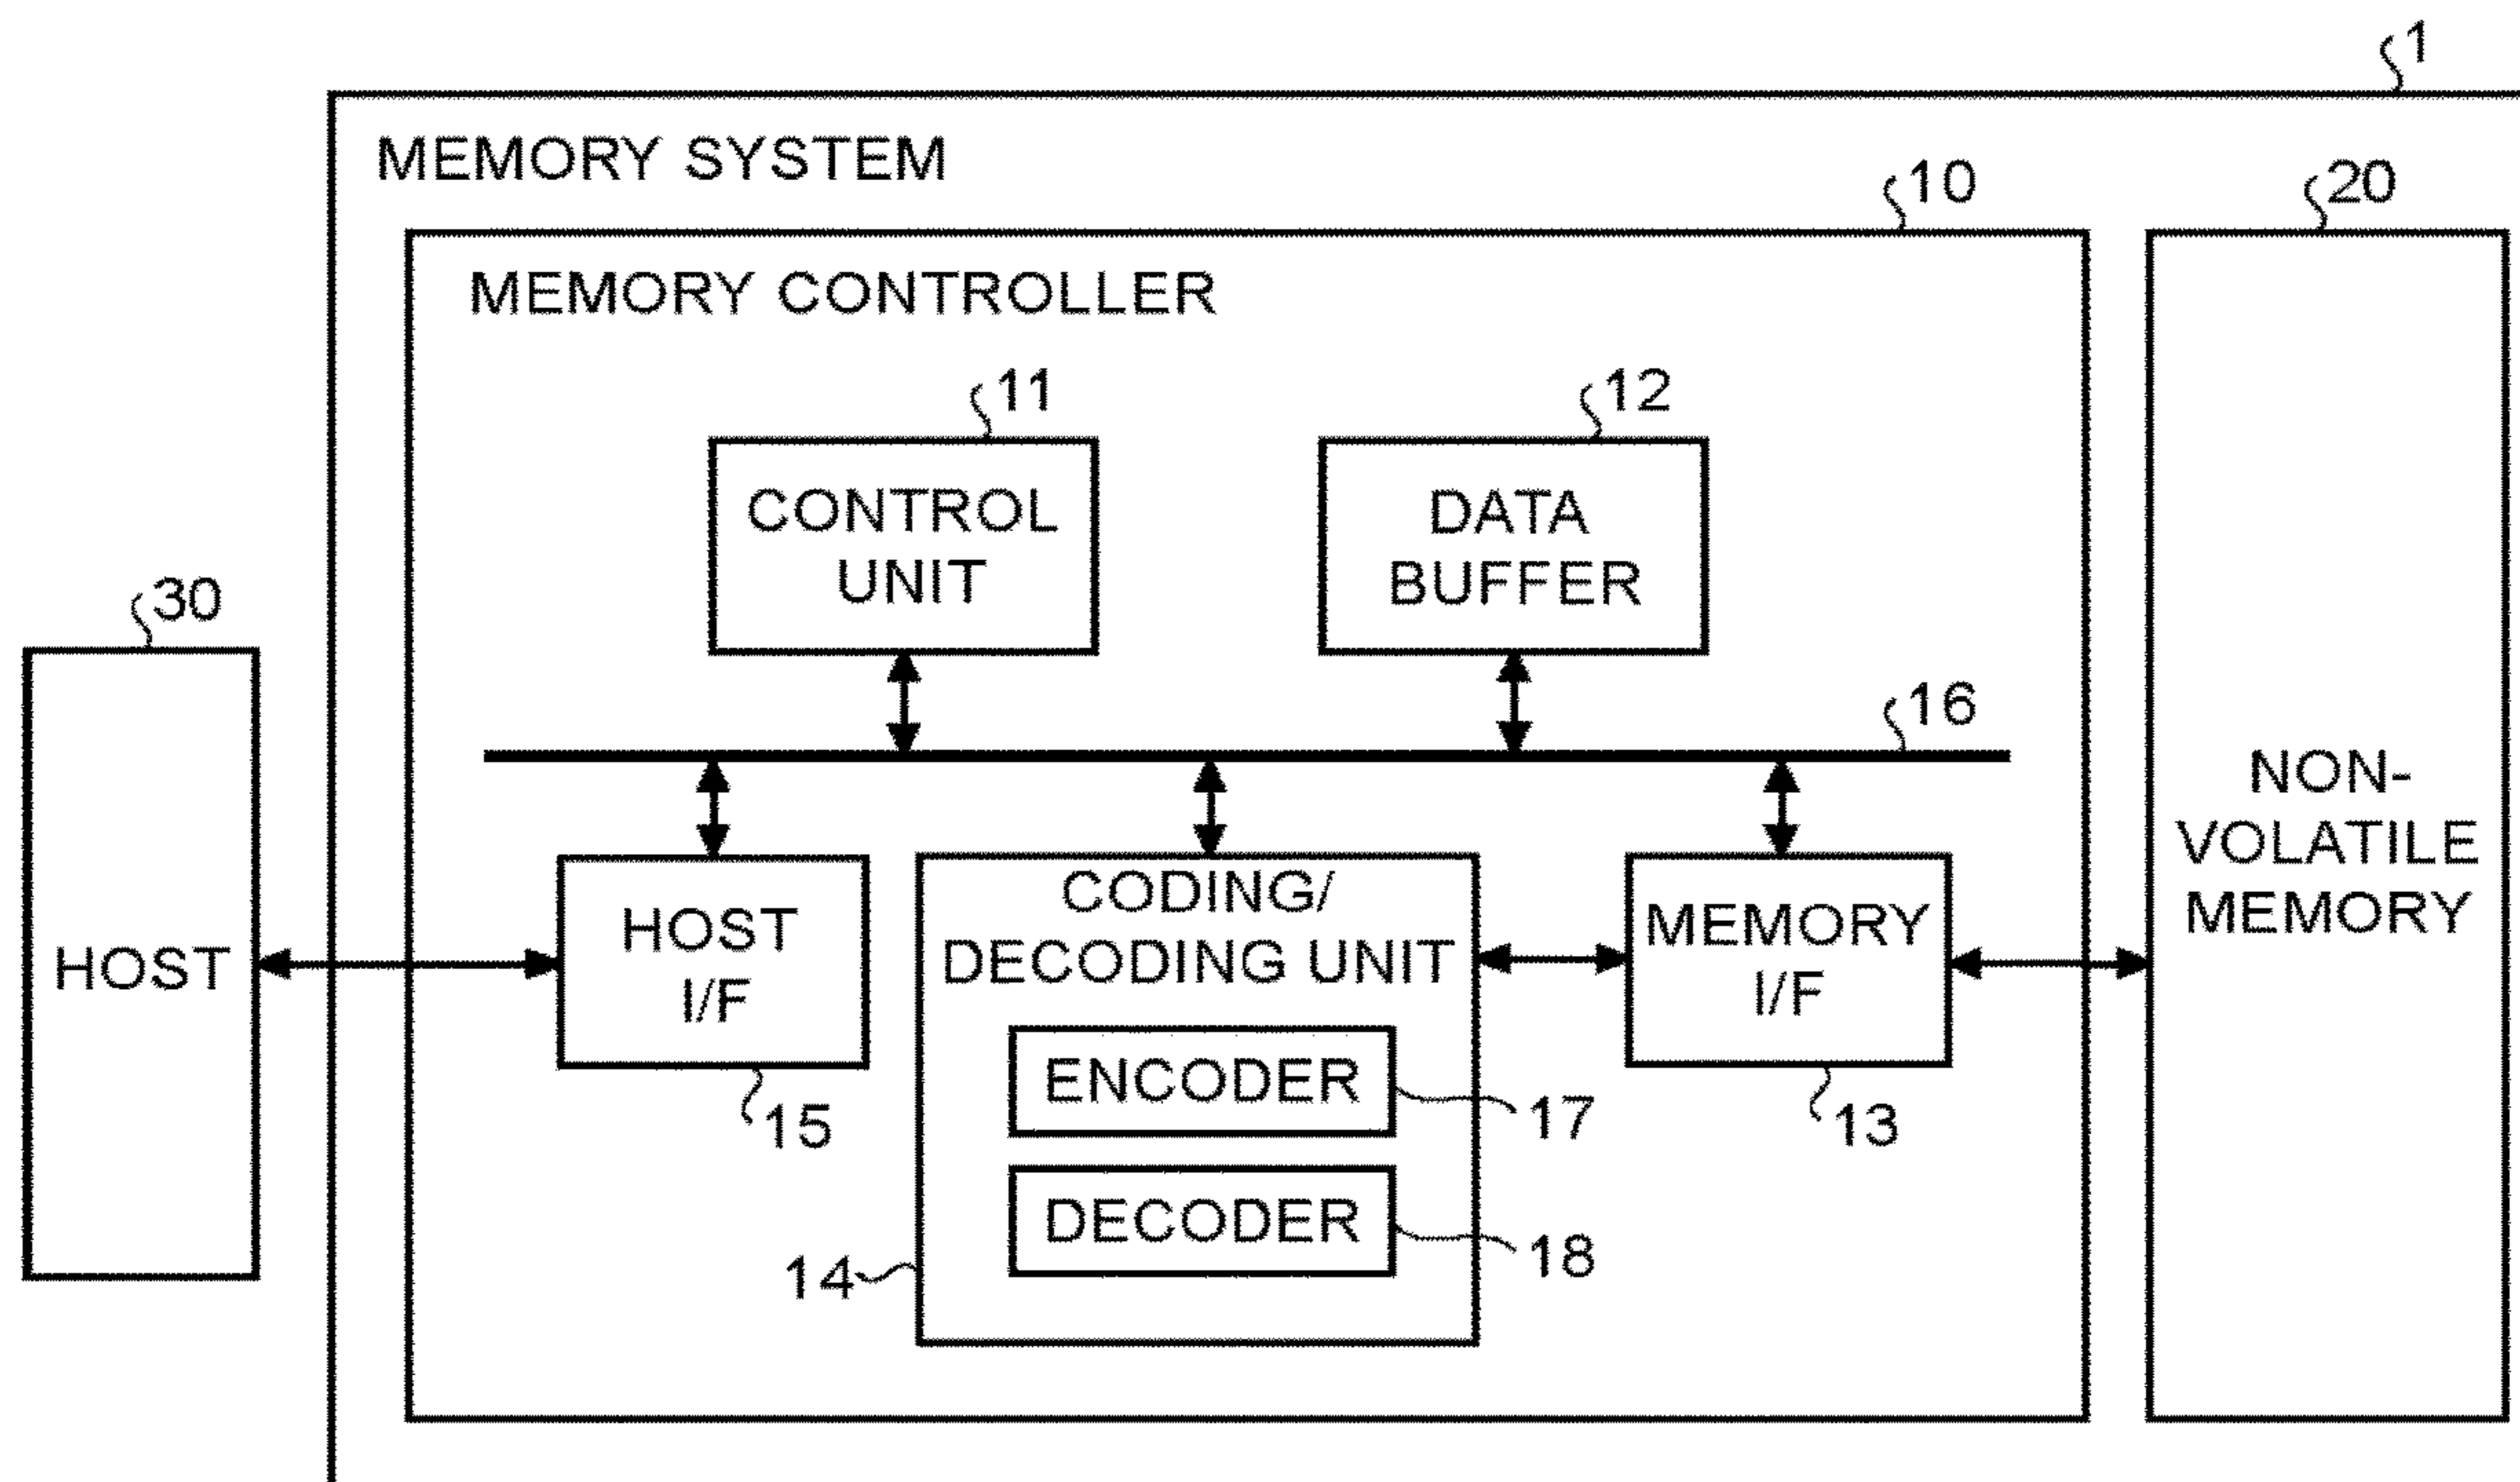 1
MEMORY SYSTEM
10
20
MEMORY CONTROLLER
11
12
CONTROL
UNIT
DATA
BUFFER
30
16
HOST
HOST
I/F
CODING/
DECODING UNIT
MEMORY
I/F
NON-
VOLATILE
MEMORY
ENCODER
17
15
13
DECODER
18
14